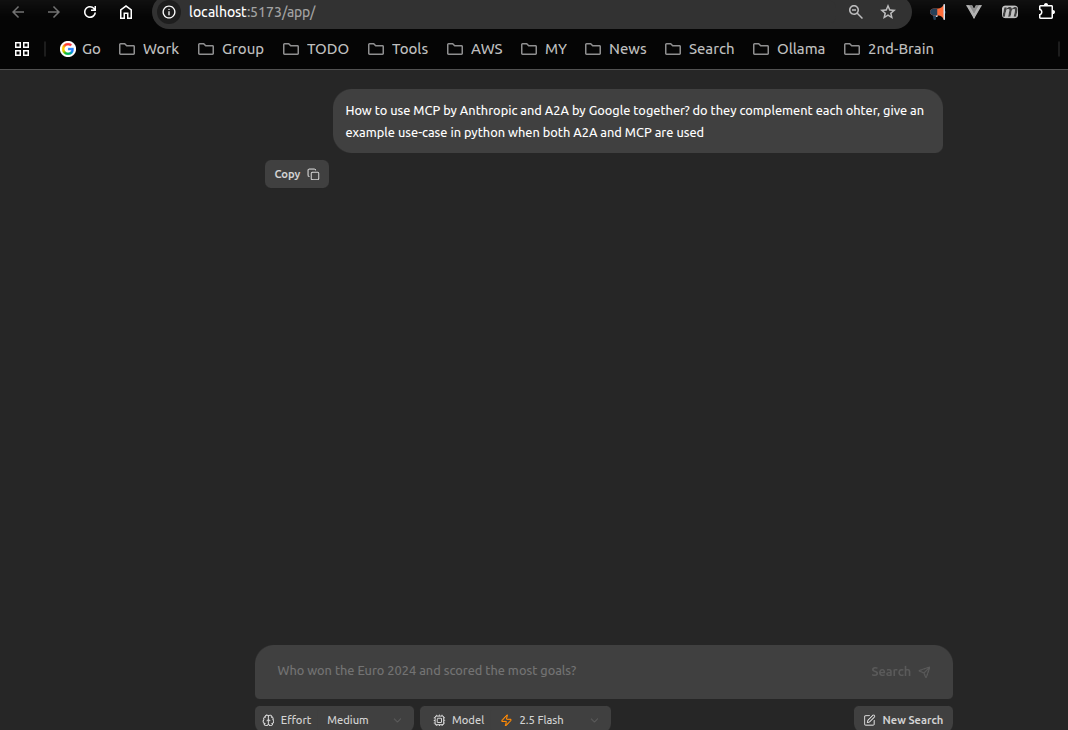 localhost:5173/app/
Go Work Group TODO Tools AWS MY News Search Ollama 2nd-Brain
How to use MCP by Anthropic and A2A by Google together? do they complement each ohter, give an
example use-case in python when both A2A and MCP are used
Copy
Who won the Euro 2024 and scored the most goals? Search
Effort Medium Model 2.5 Flash New Search